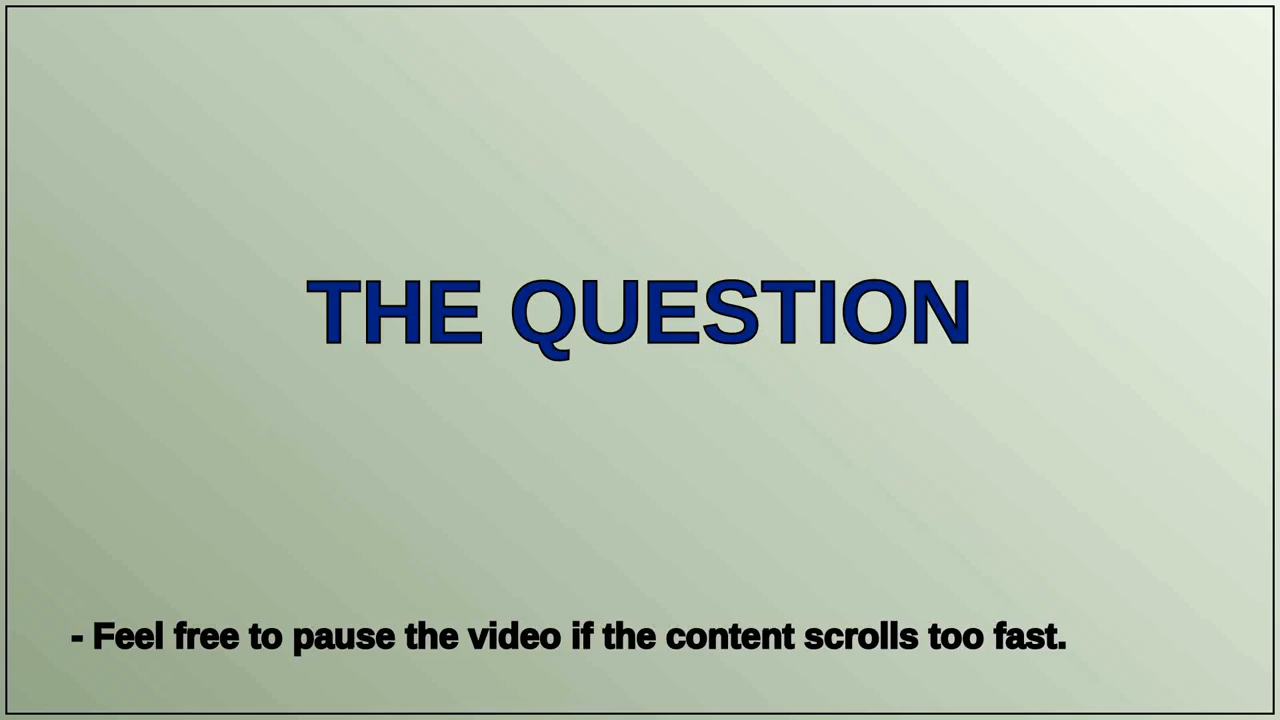 THE QUESTION
- Feel free to pause the video if the content scrolls too fast.